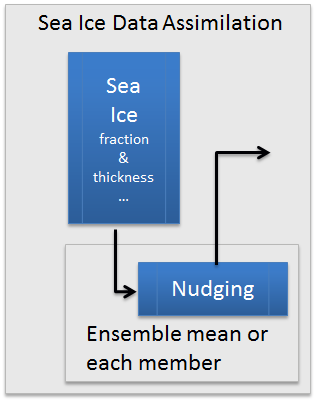 Sea Ice Data Assimilation
Sea
Ice
fraction
&
thickness
...
Nudging
Ensemble mean or
each member